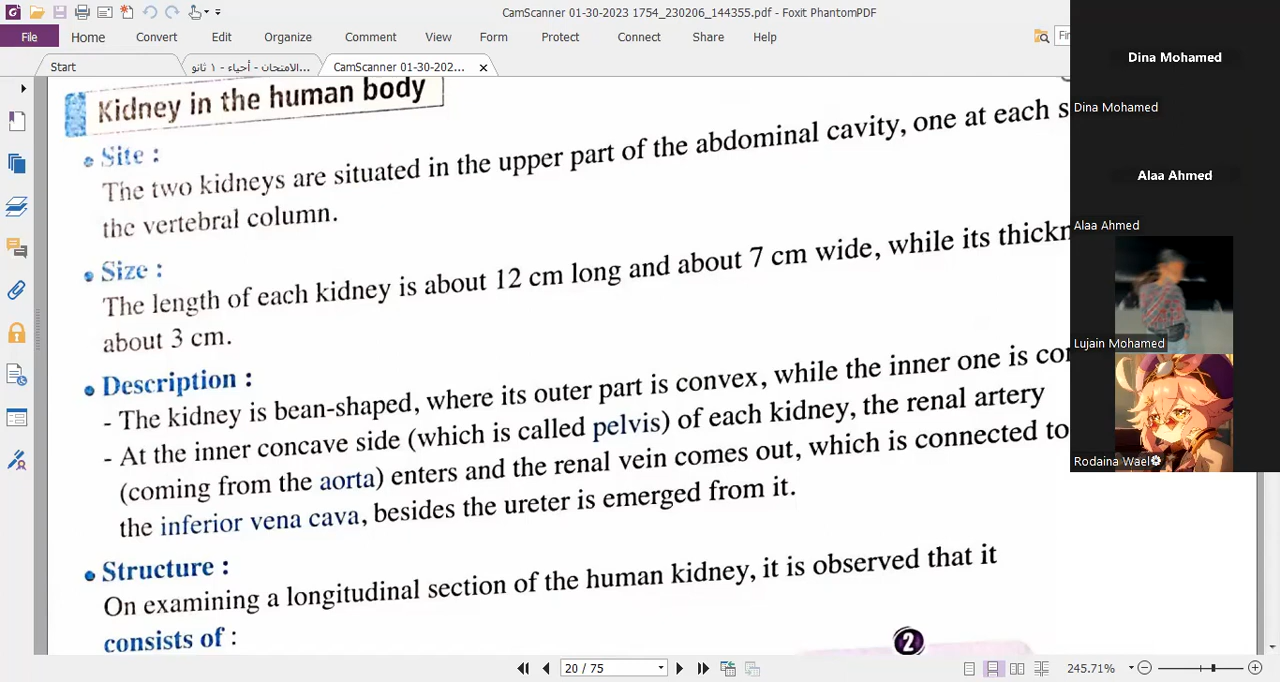 CamScanner 01-30-2023 1754_230206_144355.pdf - Foxit PhantomPDF
File Home Convert Edit Organize Comment View Form Protect Connect Share Help
Start
الامتحان - أحياء - ١ ثانو...
CamScanner 01-30-202...
Kidney in the human body
Site :
The two kidneys are situated in the upper part of the abdominal cavity, one at each
the vertebral column.
Size :
The length of each kidney is about 12 cm long and about 7 cm wide, while its
about 3 cm.
Description :
- The kidney is bean-shaped, where its outer part is convex, while the inner one is
- At the inner concave side (which is called pelvis) of each kidney, the renal artery
(coming from the aorta) enters and the renal vein comes out, which is connected to
the inferior vena cava, besides the ureter is emerged from it.
Structure :
On examining a longitudinal section of the human kidney, it is observed that it
consists of :
2
20 / 75
245.71%
Dina Mohamed
Dina Mohamed
Alaa Ahmed
Alaa Ahmed
Lujain Mohamed
Rodaina Wael